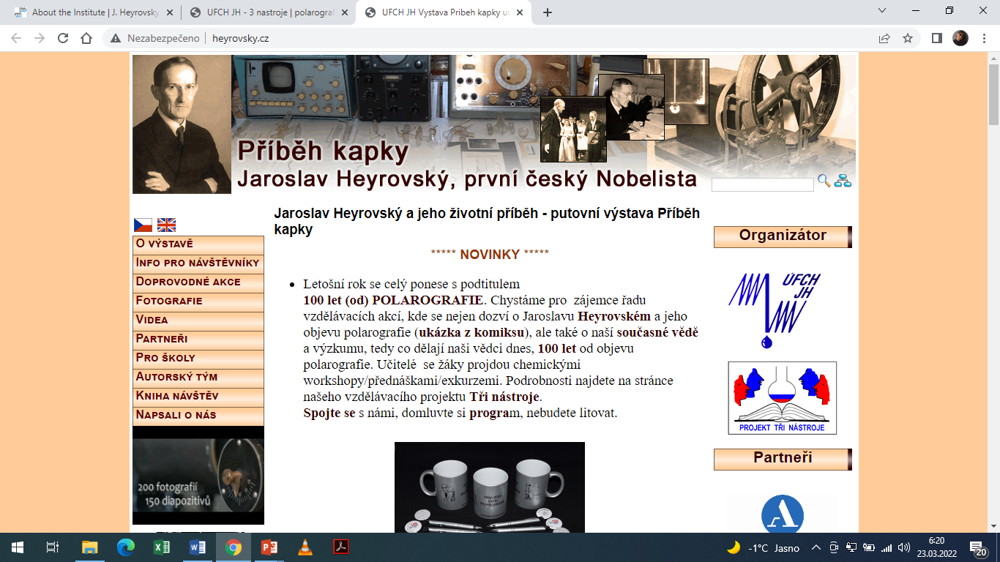 About the Institute | J. Heyrovský
UFCH JH - 3 nastroje | polarograf
UFCH JH Vystava Pribeh kapky uv
Nezabezpečeno
heyrovsky.cz
Příběh kapky
Jaroslav Heyrovský, první český Nobelista
Jaroslav Heyrovský a jeho životní příběh - putovní výstava Příběh
kapky
***** NOVINKY *****
O výstavě
Info pro návštěvníky
Doprovodné akce
Fotografie
Videa
Partneři
Pro školy
Autorský tým
Kniha návštěv
Napsali o nás
200 fotografií
150 diapozitivů
Letošní rok se celý ponese s podtitulem
100 let (od) POLAROGRAFIE. Chystáme pro zájemce řadu
vzdělávacích akcí, kde se nejen dozví o Jaroslavu Heyrovském a jeho
objevu polarografie (ukázka z komiksu), ale také o naší současné vědě
a výzkumu, tedy co dělají naši vědci dnes, 100 let od objevu
polarografie. Učitelé se žáky projdou chemickými
workshopy/přednáškami/exkurzemi. Podrobnosti najdete na stránce
našeho vzdělávacího projektu Tři nástroje.
Spojte se s námi, domluvte si program, nebudete litovat.
Organizátor
ÚFCH
JH
PROJEKT TŘI NÁSTROJE
Partneři
-1°C Jasno
6:20
23.03.2022
20